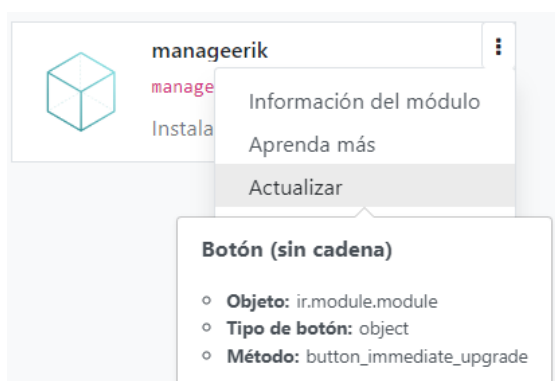 manageerik
manage
Instala
Información del módulo
Aprenda más
Actualizar
Botón (sin cadena)
Objeto: ir.module.module
Tipo de botón: object
Método: button_immediate_upgrade